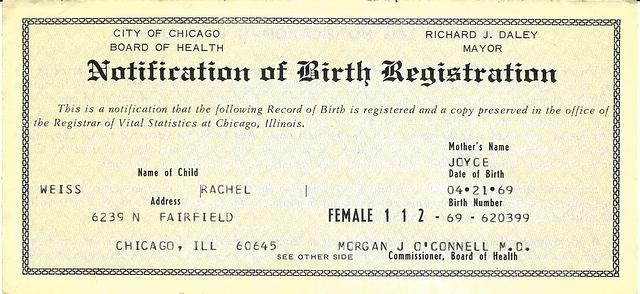 CITY OF CHICAGO
BOARD OF HEALTH
RICHARD J. DALEY
MAYOR
Notification of Birth Registration
This is a notification that the following Record of Birth is registered and a copy preserved in the office of
the Registrar of Vital Statistics at Chicago, Illinois.
Mother's Name
JOYCE
Name of Child
Date of Birth
WEISS RACHEL 04•21•69
Address
Birth Number
6239 N FAIRFIELD FEMALE 112 - 69 - 620399
CHICAGO, ILL 60645 MORGAN J O'CONNELL M.D.
SEE OTHER SIDE Commissioner, Board of Health